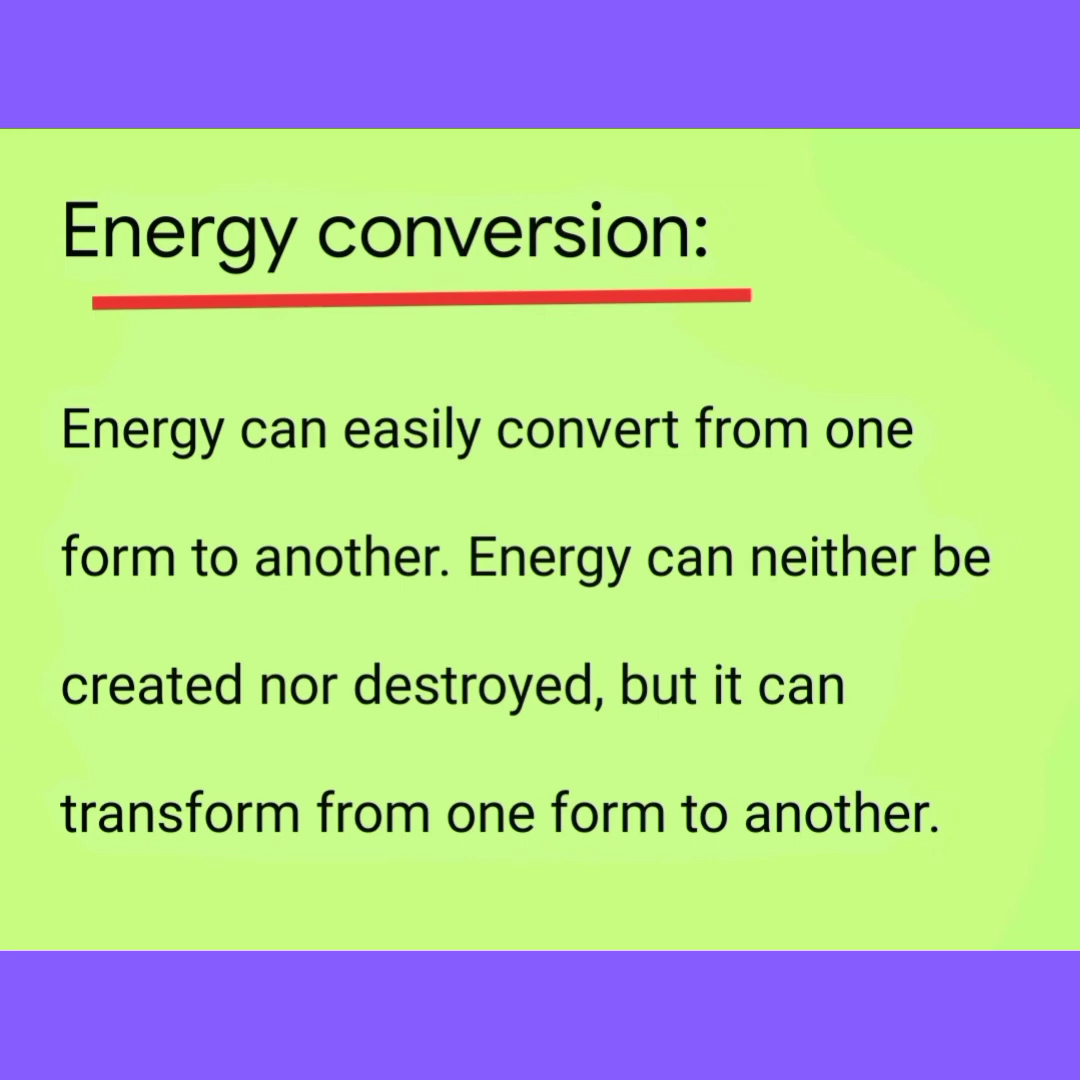 Energy conversion:
Energy can easily convert from one
form to another. Energy can neither be
created nor destroyed, but it can
transform from one form to another.